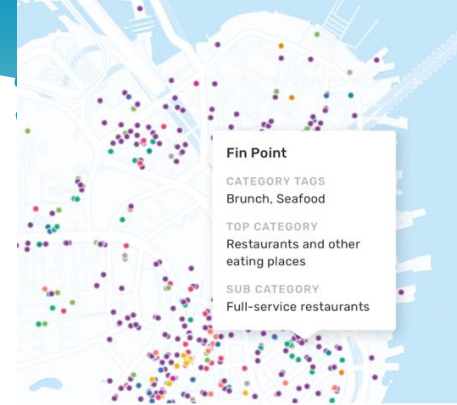 Fin Point
CATEGORY TAGS
Brunch, Seafood
TOP CATEGORY
Restaurants and other
eating places
SUB CATEGORY
Full-service restaurants